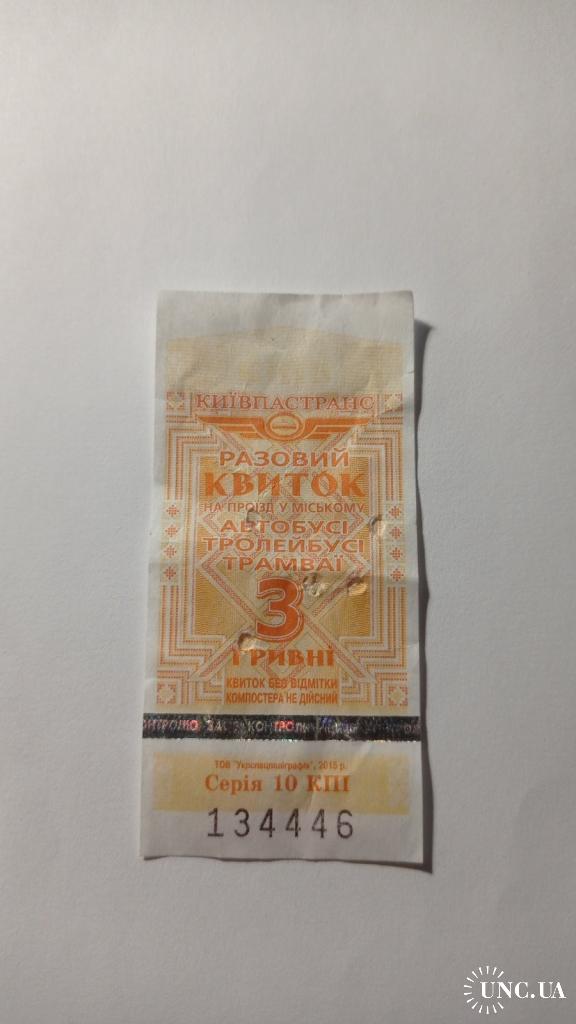 КИЇВПАСТРАНС
РАЗОВИЙ
КВИТОК
НА ПРОЇЗД У МІСЬКОМУ
АВТОБУСІ
ТРОЛЕЙБУСІ
ТРАМВАЇ
3
ГРИВНІ
КВИТОК БЕЗ ВІДМІТКИ
КОМПОСТЕРА НЕ ДІЙСНИЙ
ТОВ "Укрспецполіграфія", 2015 р.
Серія 10 КПІ
134446
UNC.UA